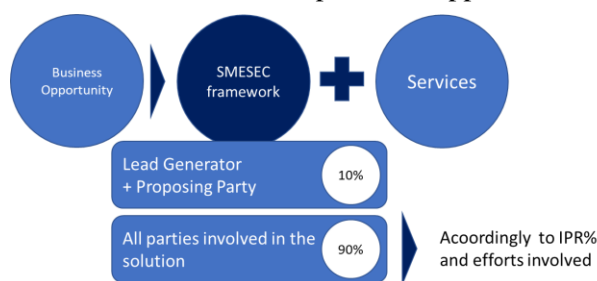 Business
Opportunity
SMESEC
framework
Services
Lead Generator
+ Proposing Party
10%
All parties involved in the
solution
90%
Acoordingly to IPR%
and efforts involved